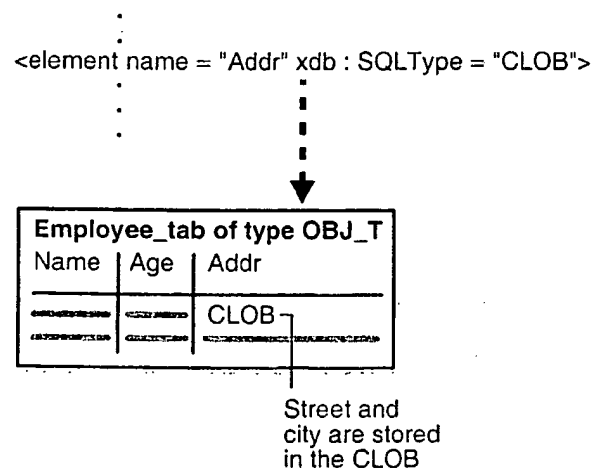 <element name = "Addr" xdb : SQLType = "CLOB">
Employee_tab of type OBJ_T
Name Age Addr
CLOB
Street and
city are stored
in the CLOB